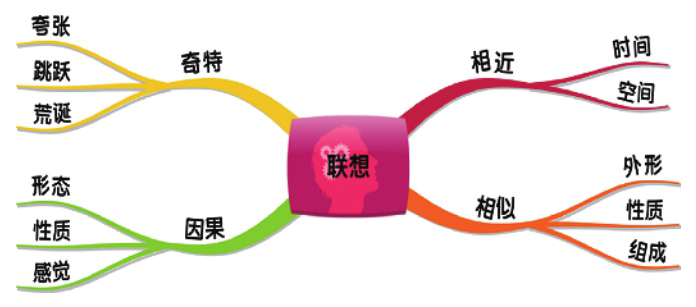 夸张
跳跃
荒诞
奇特
相近
时间
空间
联想
形态
性质
感觉
因果
相似
外形
性质
组成